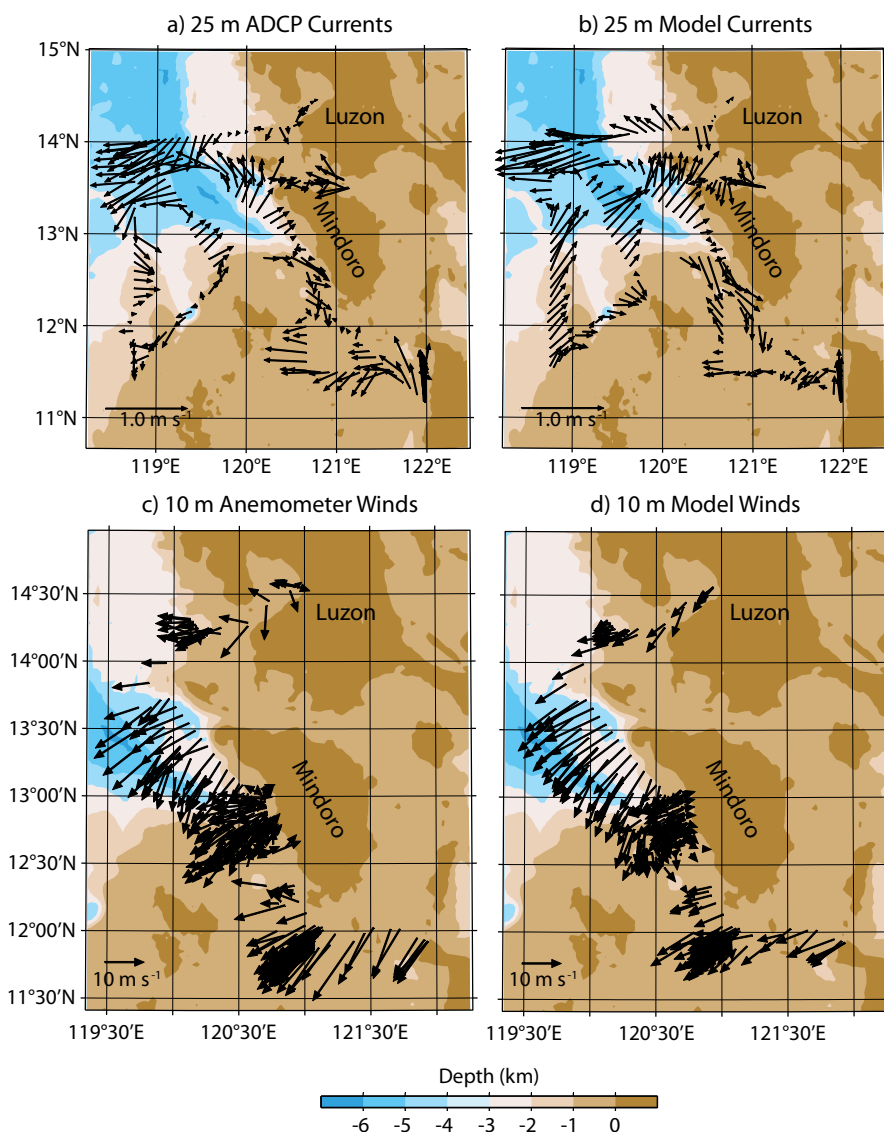 a) 25 m ADCP Currents
b) 25 m Model Currents
15°N
14°N
13°N
12°N
11°N
Luzon
Mindoro
1.0 m s⁻¹
119°E 120°E 121°E 122°E
Luzon
Mindoro
1.0 m s⁻¹
119°E 120°E 121°E 122°E
c) 10 m Anemometer Winds
d) 10 m Model Winds
14°30′N
14°00′N
13°30′N
13°00′N
12°30′N
12°00′N
11°30′N
Luzon
Mindoro
10 m s⁻¹
119°30′E 120°30′E 121°30′E
Luzon
Mindoro
10 m s⁻¹
119°30′E 120°30′E 121°30′E
Depth (km)
-6 -5 -4 -3 -2 -1 0